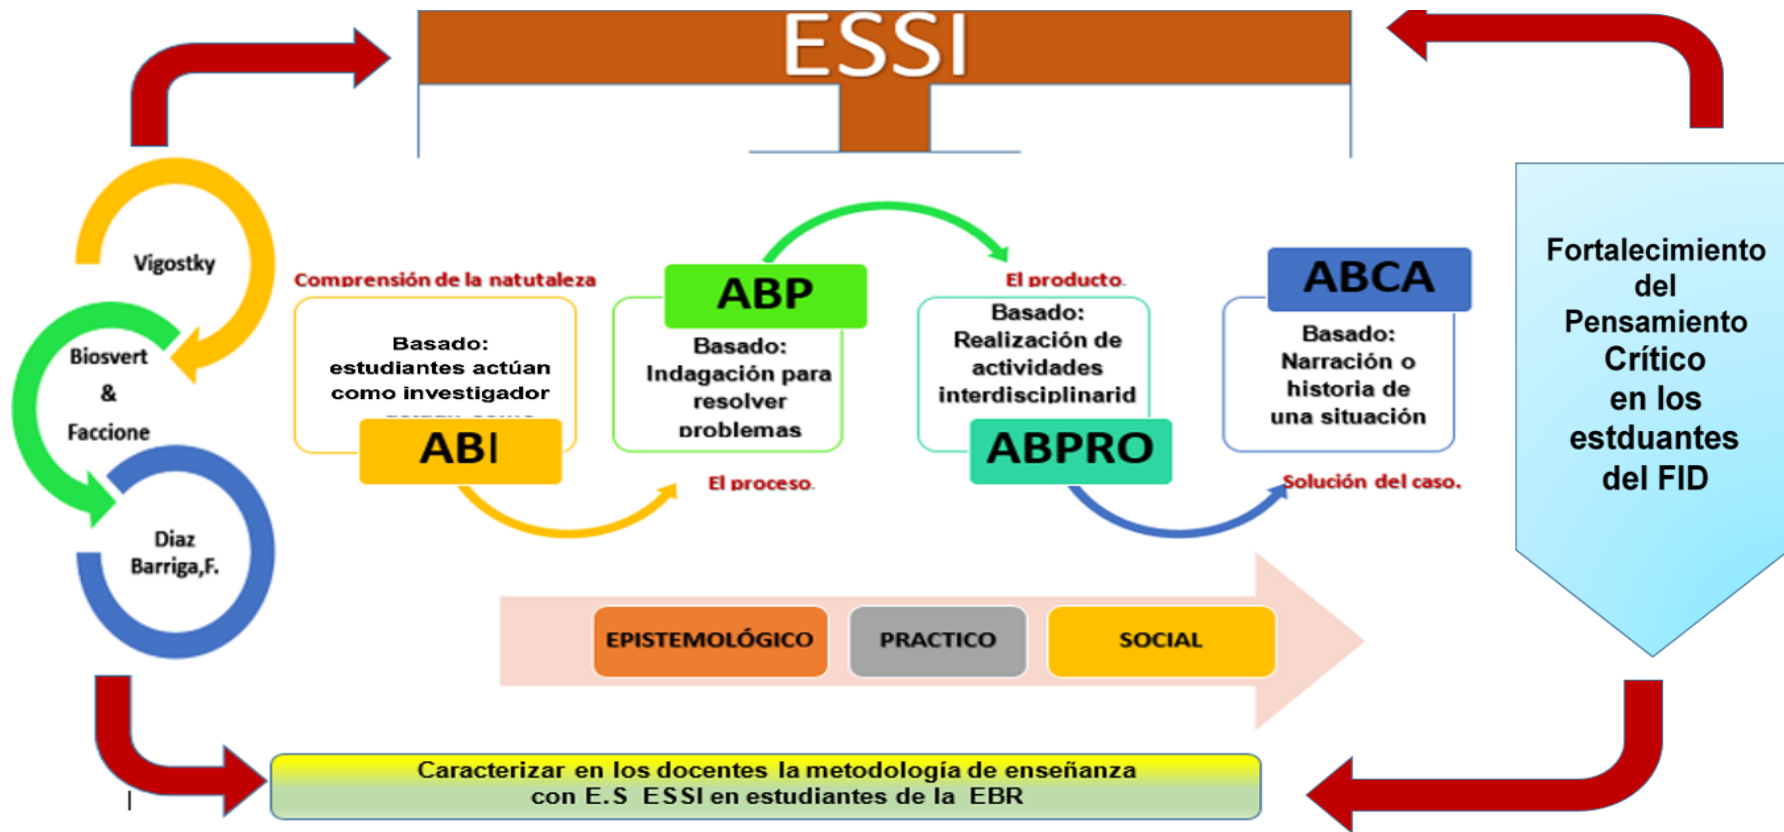 ESSI
Vigostky
Biosvert
&
Faccione
Diaz
Barriga,F.
Comprensión de la natutaleza
Basado:
estudiantes actúan
como investigador
ABI
ABP
Basado:
Indagación para
resolver
problemas
El proceso.
El producto.
Basado:
Realización de
actividades
interdisciplinarid
ABPRO
ABCA
Basado:
Narración o
historia de
una situación
Solución del caso.
Fortalecimiento
del
Pensamiento
Crítico
en los
estduantes
del FID
EPISTEMOLÓGICO
PRACTICO
SOCIAL
Caracterizar en los docentes la metodología de enseñanza
con E.S ESSI en estudiantes de la EBR